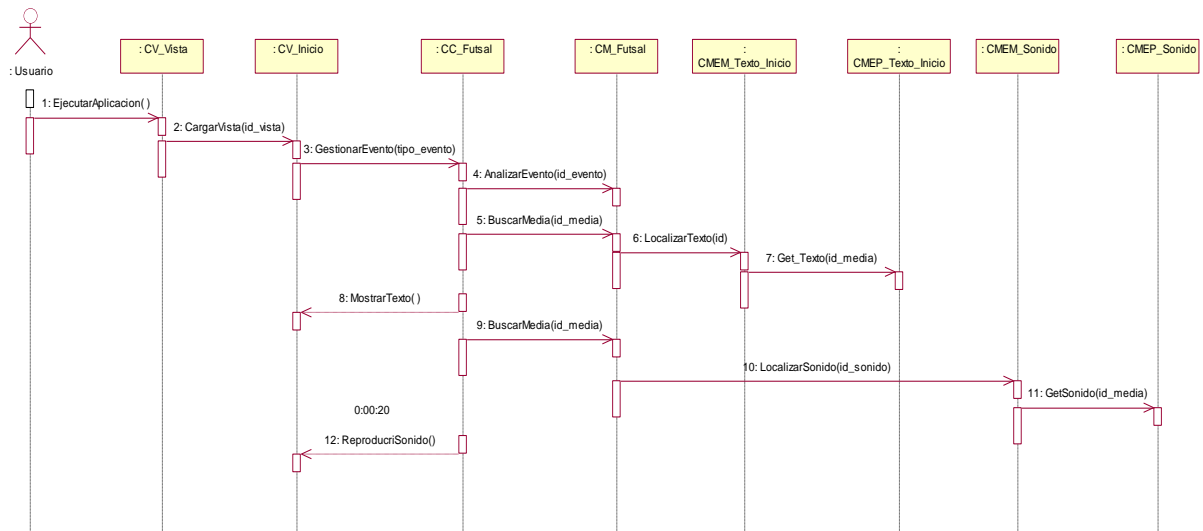 : Usuario
: CV_Vista
: CV_Inicio
: CC_Futsal
: CM_Futsal
:
CMEM_Texto_Inicio
:
CMEP_Texto_Inicio
: CMEM_Sonido
: CMEP_Sonido
1: EjecutarAplicacion( )
2: CargarVista(id_vista)
3: GestionarEvento(tipo_evento)
4: AnalizarEvento(id_evento)
5: BuscarMedia(id_media)
6: LocalizarTexto(id)
7: Get_Texto(id_media)
8: MostrarTexto( )
9: BuscarMedia(id_media)
10: LocalizarSonido(id_sonido)
11: GetSonido(id_media)
0:00:20
12: ReproducriSonido()